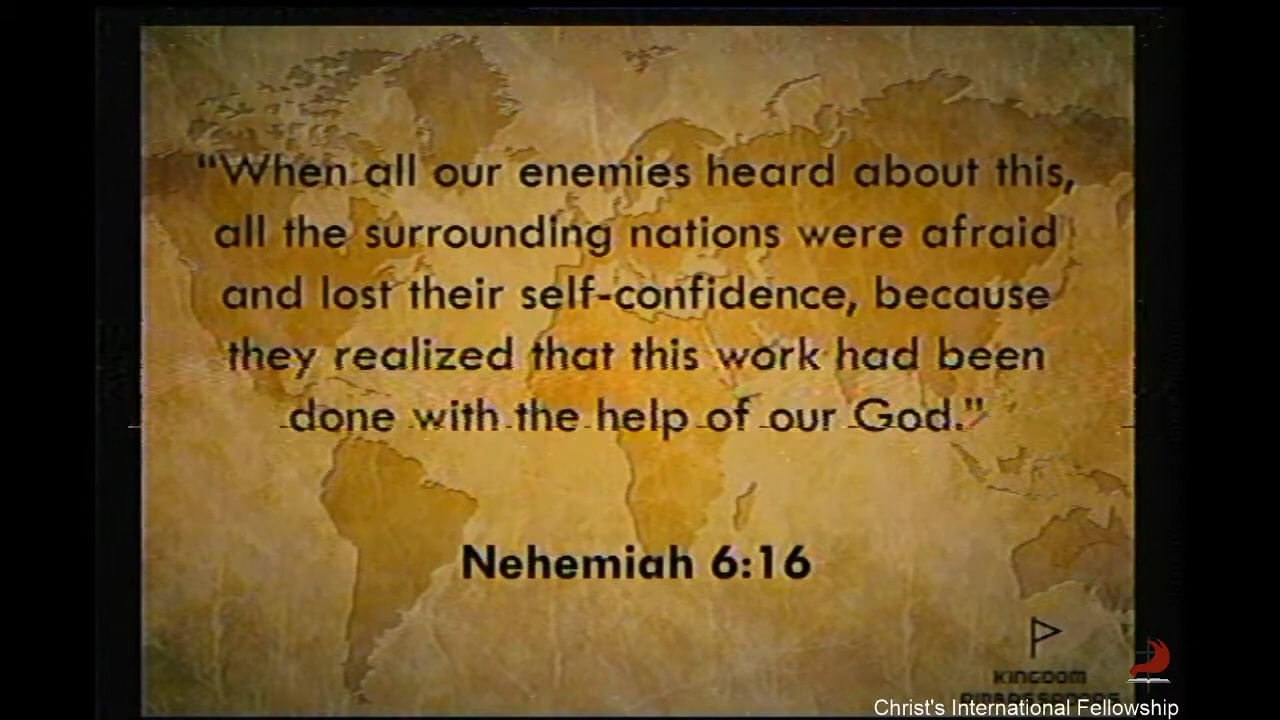 “When all our enemies heard about this,
all the surrounding nations were afraid
and lost their self-confidence, because
they realized that this work had been
done with the help of our God."
Nehemiah 6:16
KINGDOM
Christ's International Fellowship